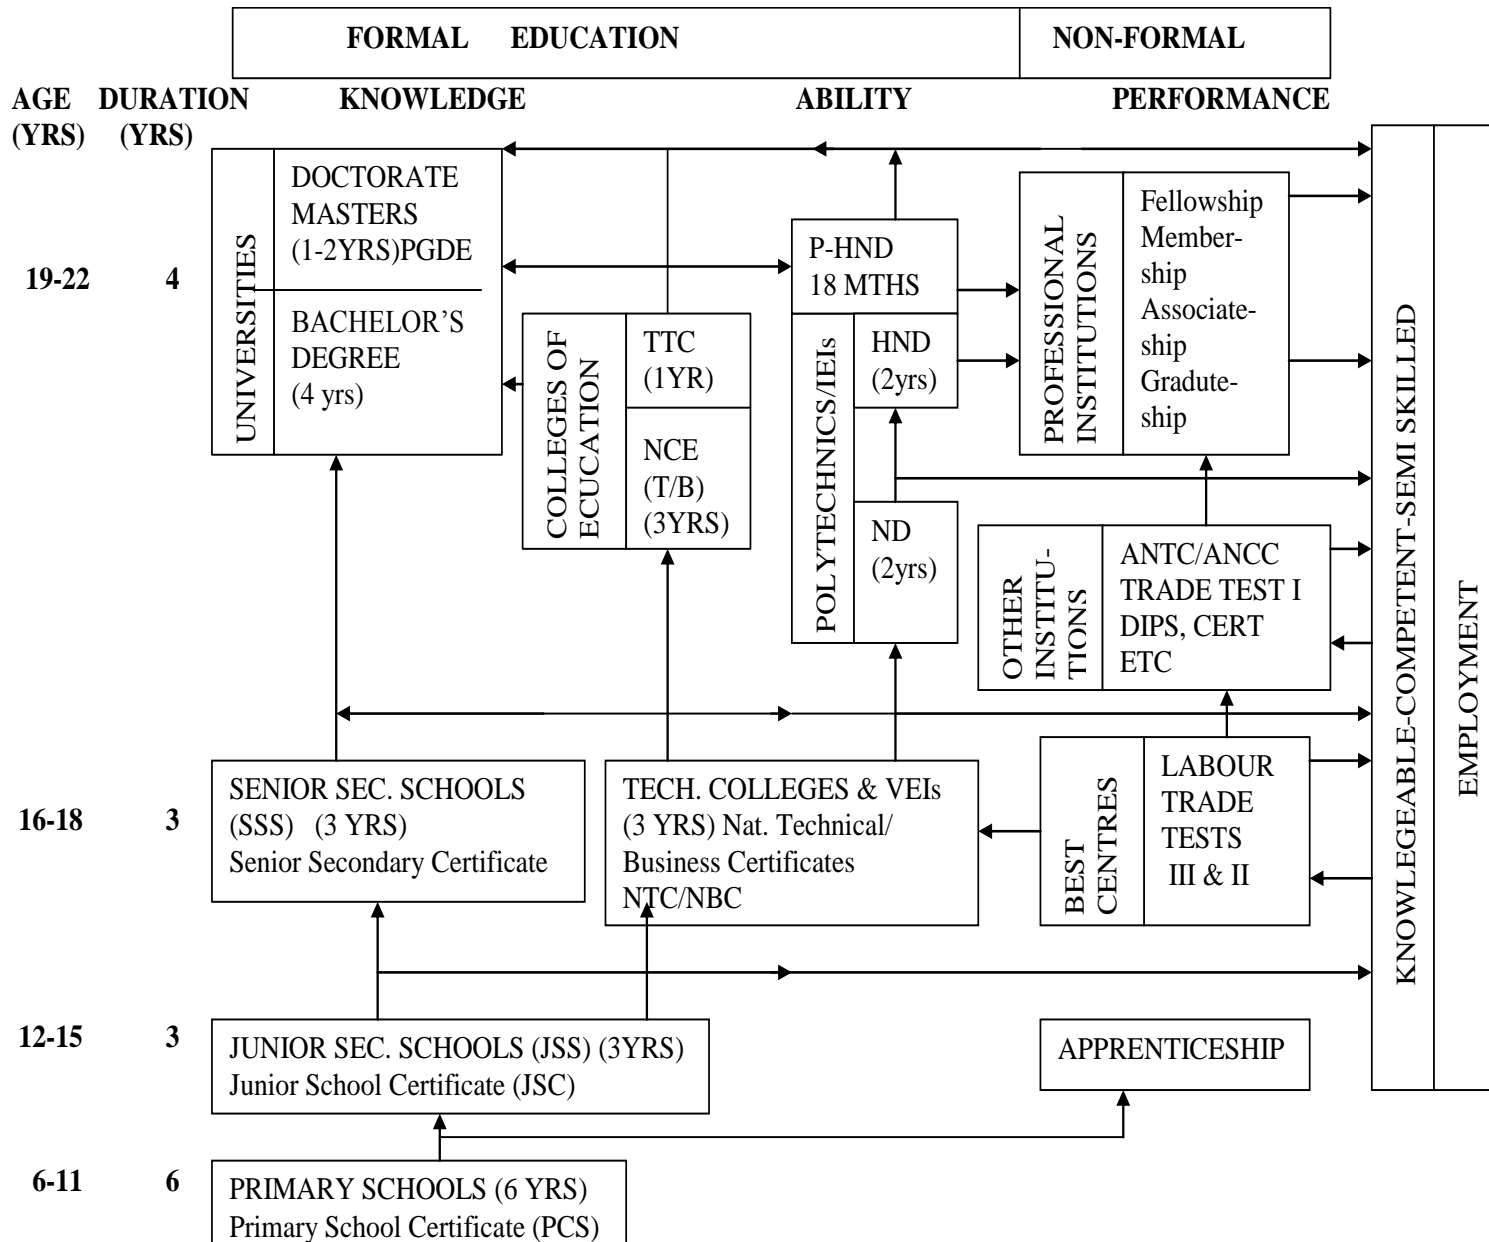 FORMAL EDUCATION
NON-FORMAL
AGE DURATION KNOWLEDGE ABILITY PERFORMANCE
(YRS) (YRS)
19-22 4
UNIVERSITIES
DOCTORATE
MASTERS
(1-2YRS)PGDE
BACHELOR’S
DEGREE
(4 yrs)
COLLEGES OF
ECUCATION
TTC
(1YR)
NCE
(T/B)
(3YRS)
POLYTECHNICS/IEIs
P-HND
18 MTHS
HND
(2yrs)
ND
(2yrs)
PROFESSIONAL
INSTITUTIONS
Fellowship
Member-
ship
Associate-
ship
Gradute-
ship
OTHER
INSTITU-
TIONS
ANTC/ANCC
TRADE TEST I
DIPS, CERT
ETC
KNOWLEGEABLE-COMPETENT-SEMI SKILLED
EMPLOYMENT
16-18 3
SENIOR SEC. SCHOOLS
(SSS) (3 YRS)
Senior Secondary Certificate
TECH. COLLEGES & VEIs
(3 YRS) Nat. Technical/
Business Certificates
NTC/NBC
BEST
CENTRES
LABOUR
TRADE
TESTS
III & II
12-15 3
JUNIOR SEC. SCHOOLS (JSS) (3YRS)
Junior School Certificate (JSC)
APPRENTICESHIP
6-11 6
PRIMARY SCHOOLS (6 YRS)
Primary School Certificate (PCS)